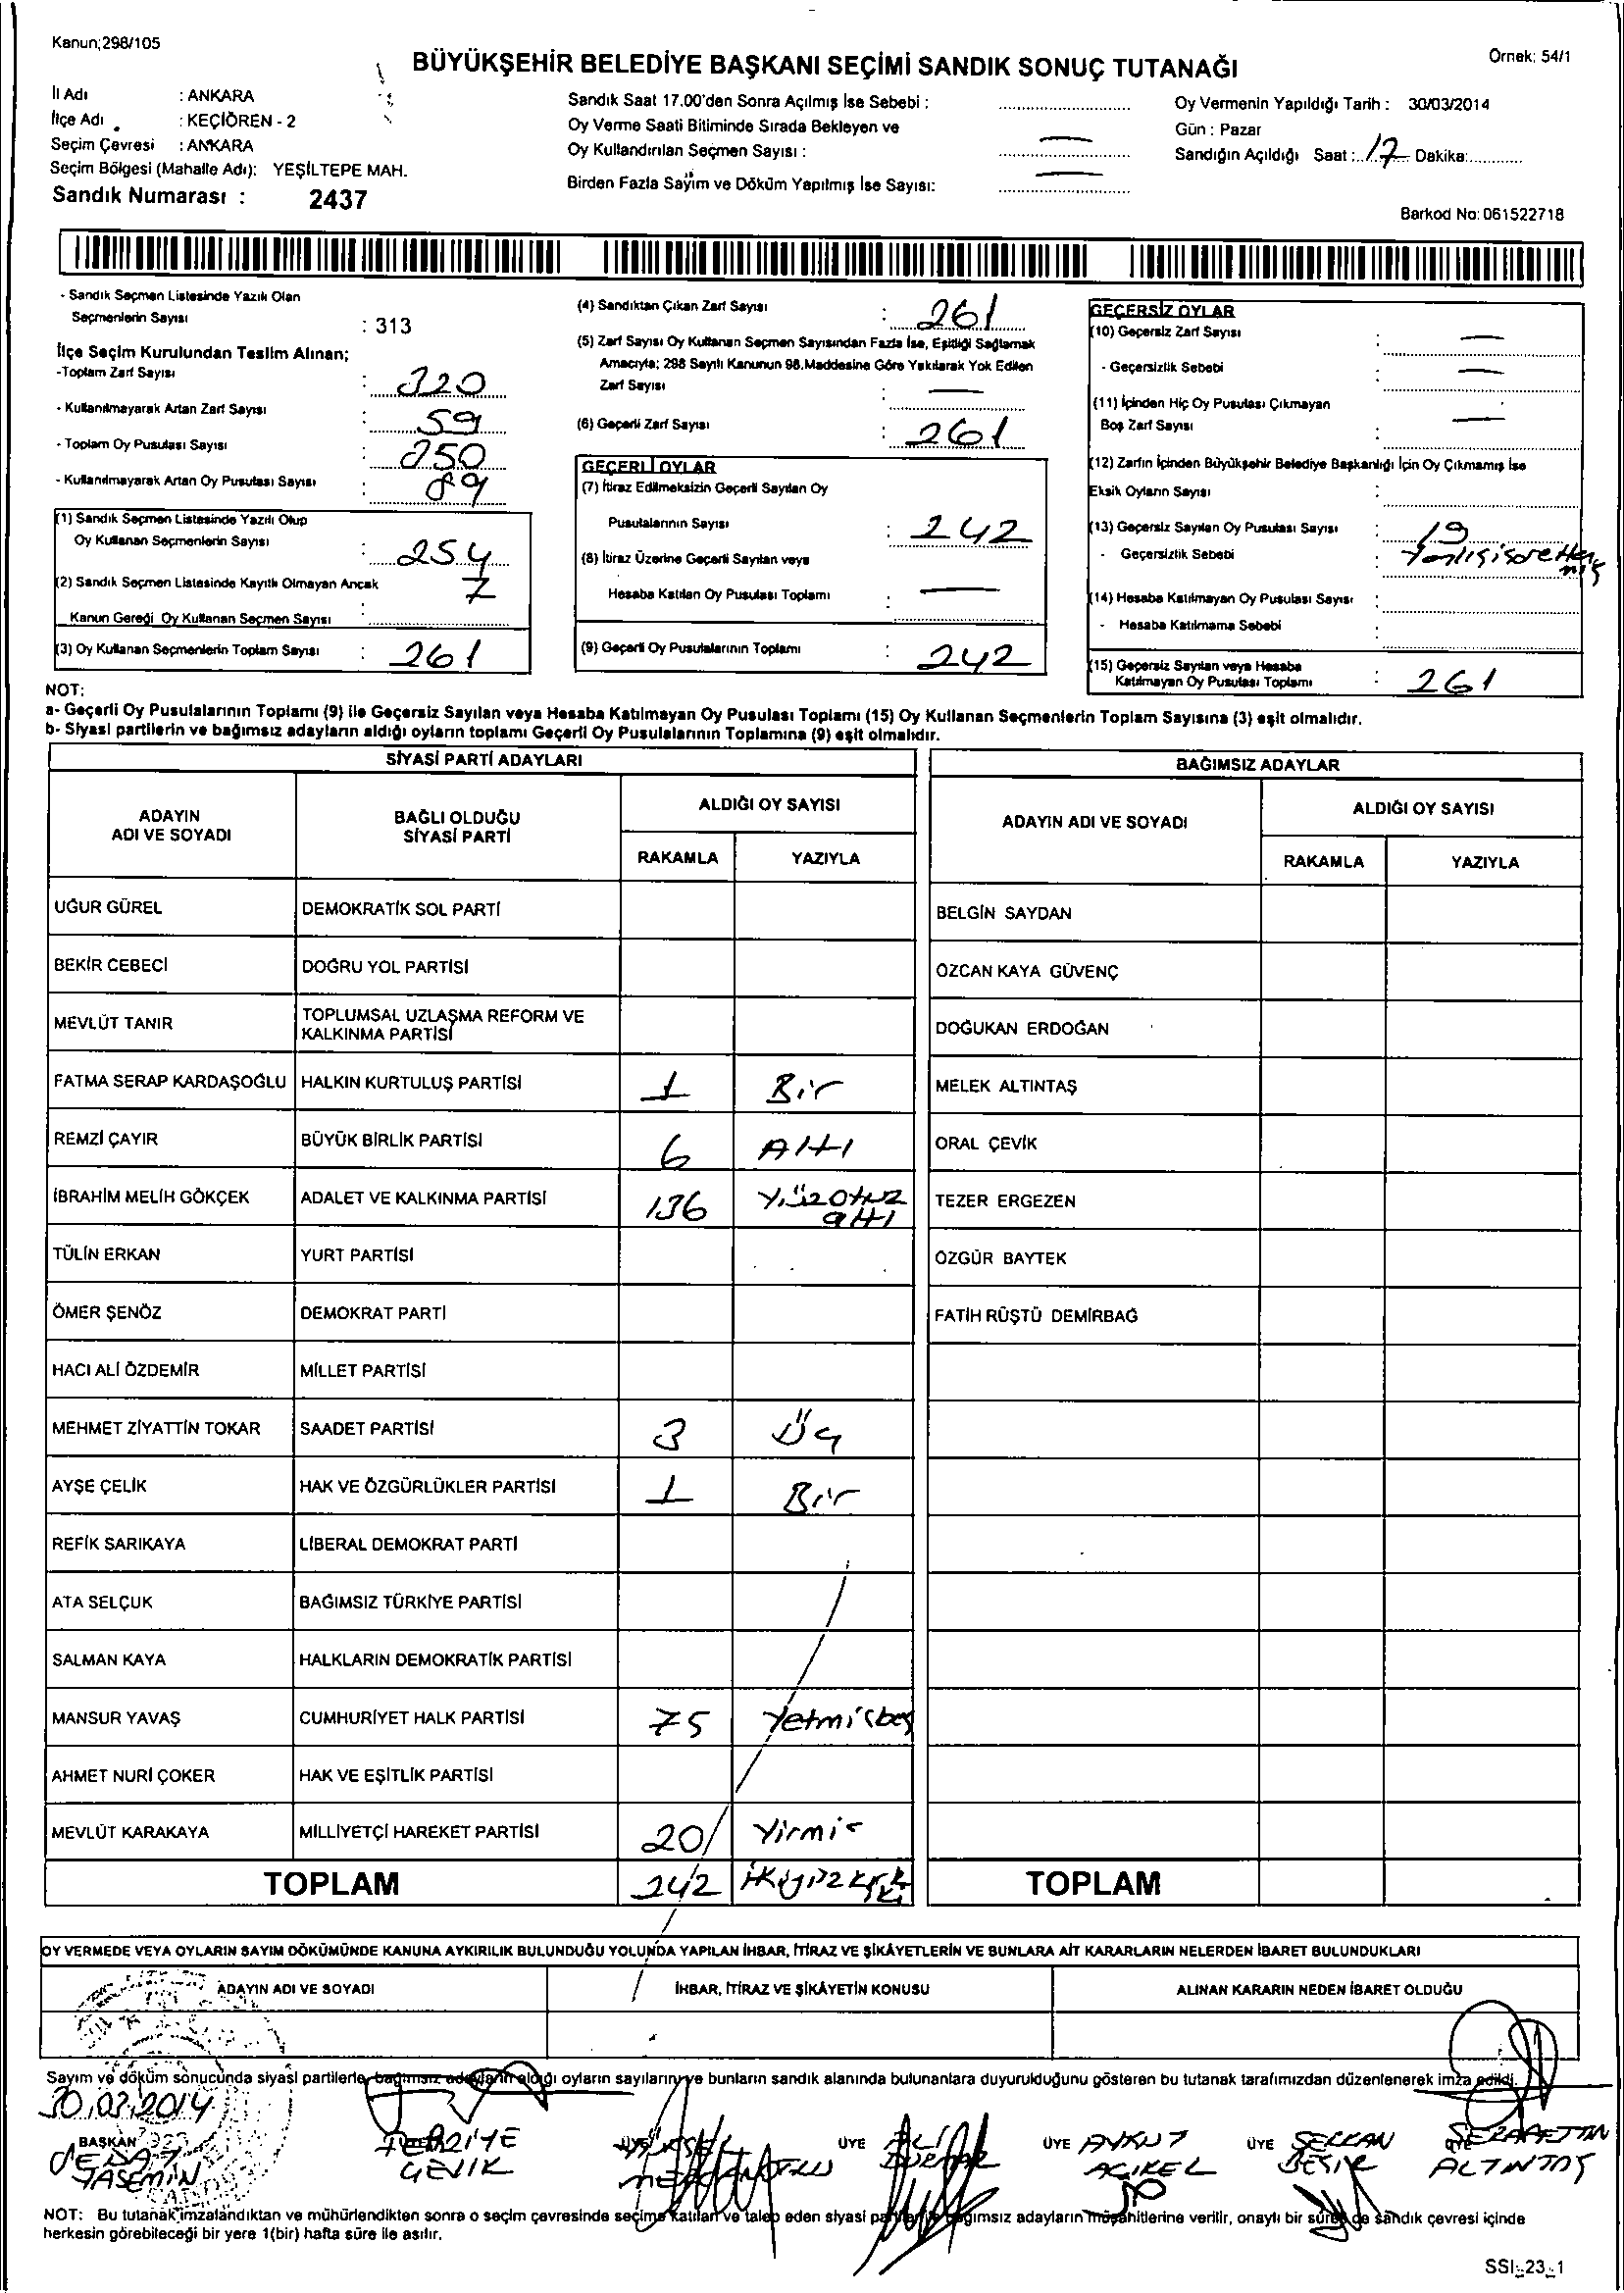 Kanun;298/105
BÜYÜKŞEHİR BELEDİYE BAŞKANI SEÇİMİ SANDIK SONUÇ TUTANAĞI
Örnek: 54/1
İl Adı : ANKARA
İlçe Adı : KEÇİÖREN - 2
Seçim Çevresi : ANKARA
Seçim Bölgesi (Mahalle Adı): YEŞİLTEPE MAH.
Sandık Numarası : 2437
Sandık Saat 17.00'den Sonra Açılmış İse Sebebi :
Oy Verme Saati Bitiminde Sırada Bekleyen ve
Oy Kullandırılan Seçmen Sayısı : —
Birden Fazla Sayım ve Döküm Yapılmış İse Sayısı: —
Oy Vermenin Yapıldığı Tarih : 30/03/2014
Gün : Pazar
Sandığın Açıldığı Saat : 17 Dakika:
Barkod No: 061522718
- Sandık Seçmen Listesinde Yazılı Olan
Seçmenlerin Sayısı : 313
İlçe Seçim Kurulundan Teslim Alınan;
-Toplam Zarf Sayısı : 320
- Kullanılmayarak Artan Zarf Sayısı : 59
- Toplam Oy Pusulası Sayısı : 350
- Kullanılmayarak Artan Oy Pusulası Sayısı : 89
(1) Sandık Seçmen Listesinde Yazılı Olup
Oy Kullanan Seçmenlerin Sayısı : 254
(2) Sandık Seçmen Listesinde Kayıtlı Olmayan Ancak
Kanun Gereği Oy Kullanan Seçmen Sayısı : 7
(3) Oy Kullanan Seçmenlerin Toplam Sayısı : 261
(4) Sandıktan Çıkan Zarf Sayısı : 261
(5) Zarf Sayısı Oy Kullanan Seçmen Sayısından Fazla İse, Eşitliği Sağlamak
Amacıyla; 298 Sayılı Kanunun 98.Maddesine Göre Yakılarak Yok Edilen
Zarf Sayısı : —
(6) Geçerli Zarf Sayısı : 261
GEÇERLİ OYLAR
(7) İtiraz Edilmeksizin Geçerli Sayılan Oy
Pusulalarının Sayısı : 242
(8) İtiraz Üzerine Geçerli Sayılan veya
Hesaba Katılan Oy Pusulası Toplamı : —
(9) Geçerli Oy Pusulalarının Toplamı : 242
GEÇERSİZ OYLAR
(10) Geçersiz Zarf Sayısı : —
- Geçersizlik Sebebi : —
(11) İçinden Hiç Oy Pusulası Çıkmayan
Boş Zarf Sayısı : —
(12) Zarfın İçinden Büyükşehir Belediye Başkanlığı İçin Oy Çıkmamış İse
Eksik Oyların Sayısı :
(13) Geçersiz Sayılan Oy Pusulası Sayısı : 19
- Geçersizlik Sebebi :
(14) Hesaba Katılmayan Oy Pusulası Sayısı :
- Hesaba Katılmama Sebebi :
(15) Geçersiz Sayılan veya Hesaba
Katılmayan Oy Pusulası Toplamı : 261
NOT:
a- Geçerli Oy Pusulalarının Toplamı (9) ile Geçersiz Sayılan veya Hesaba Katılmayan Oy Pusulası Toplamı (15) Oy Kullanan Seçmenlerin Toplam Sayısına (3) eşit olmalıdır.
b- Siyasi partilerin ve bağımsız adayların aldığı oyların toplamı Geçerli Oy Pusulalarının Toplamına (9) eşit olmalıdır.
SİYASİ PARTİ ADAYLARI
ADAYIN ADI VE SOYADI
BAĞLI OLDUĞU SİYASİ PARTİ
ALDIĞI OY SAYISI
RAKAMLA YAZIYLA
UĞUR GÜREL DEMOKRATİK SOL PARTİ
BEKİR CEBECİ DOĞRU YOL PARTİSİ
MEVLÜT TANIR TOPLUMSAL UZLAŞMA REFORM VE KALKINMA PARTİSİ
FATMA SERAP KARDAŞOĞLU HALKIN KURTULUŞ PARTİSİ 1 Bir
REMZİ ÇAYIR BÜYÜK BİRLİK PARTİSİ 6 Altı
İBRAHİM MELİH GÖKÇEK ADALET VE KALKINMA PARTİSİ 136 Yüzotuz altı
TÜLİN ERKAN YURT PARTİSİ
ÖMER ŞENÖZ DEMOKRAT PARTİ
HACI ALİ ÖZDEMİR MİLLET PARTİSİ
MEHMET ZİYATTİN TOKAR SAADET PARTİSİ 3 Üç
AYŞE ÇELİK HAK VE ÖZGÜRLÜKLER PARTİSİ 1 Bir
REFİK SARIKAYA LİBERAL DEMOKRAT PARTİ
ATA SELÇUK BAĞIMSIZ TÜRKİYE PARTİSİ
SALMAN KAYA HALKLARIN DEMOKRATİK PARTİSİ
MANSUR YAVAŞ CUMHURİYET HALK PARTİSİ 75 Yetmişbeş
AHMET NURİ ÇOKER HAK VE EŞİTLİK PARTİSİ
MEVLÜT KARAKAYA MİLLİYETÇİ HAREKET PARTİSİ 20 Yirmi
TOPLAM 242
BAĞIMSIZ ADAYLAR
ADAYIN ADI VE SOYADI
ALDIĞI OY SAYISI
RAKAMLA YAZIYLA
BELGİN SAYDAN
ÖZCAN KAYA GÜVENÇ
DOĞUKAN ERDOĞAN
MELEK ALTINTAŞ
ORAL ÇEVİK
TEZER ERGEZEN
ÖZGÜR BAYTEK
FATİH RÜŞTÜ DEMİRBAĞ
TOPLAM
OY VERMEDE VEYA OYLARIN SAYIM DÖKÜMÜNDE KANUNA AYKIRILIK BULUNDUĞU YOLUNDA YAPILAN İHBAR, İTİRAZ VE ŞİKÂYETLERİN VE BUNLARA AİT KARARLARIN NELERDEN İBARET BULUNDUKLARI
ADAYIN ADI VE SOYADI
İHBAR, İTİRAZ VE ŞİKÂYETİN KONUSU
ALINAN KARARIN NEDEN İBARET OLDUĞU
Sayım ve döküm sonucunda siyasi partilerle bağımsız adayların aldığı oyların sayılarını ve bunların sandık alanında bulunanlara duyurulduğunu gösteren bu tutanak tarafımızdan düzenlenerek imza edildi.
30.03.2014
BAŞKAN ÜYE ÜYE AYKUT ÜYE SERKAN ÜYE
YASEMİN AÇIKEL ALTINTAŞ
NOT: Bu tutanak imzalandıktan ve mühürlendikten sonra o seçim çevresinde seçime katılan ve talep eden siyasi bağımsız adayların müşahitlerine verilir, onaylı bir sureti de sandık çevresi içinde
herkesin görebileceği bir yere 1(bir) hafta süre ile asılır.
SSI_23_1